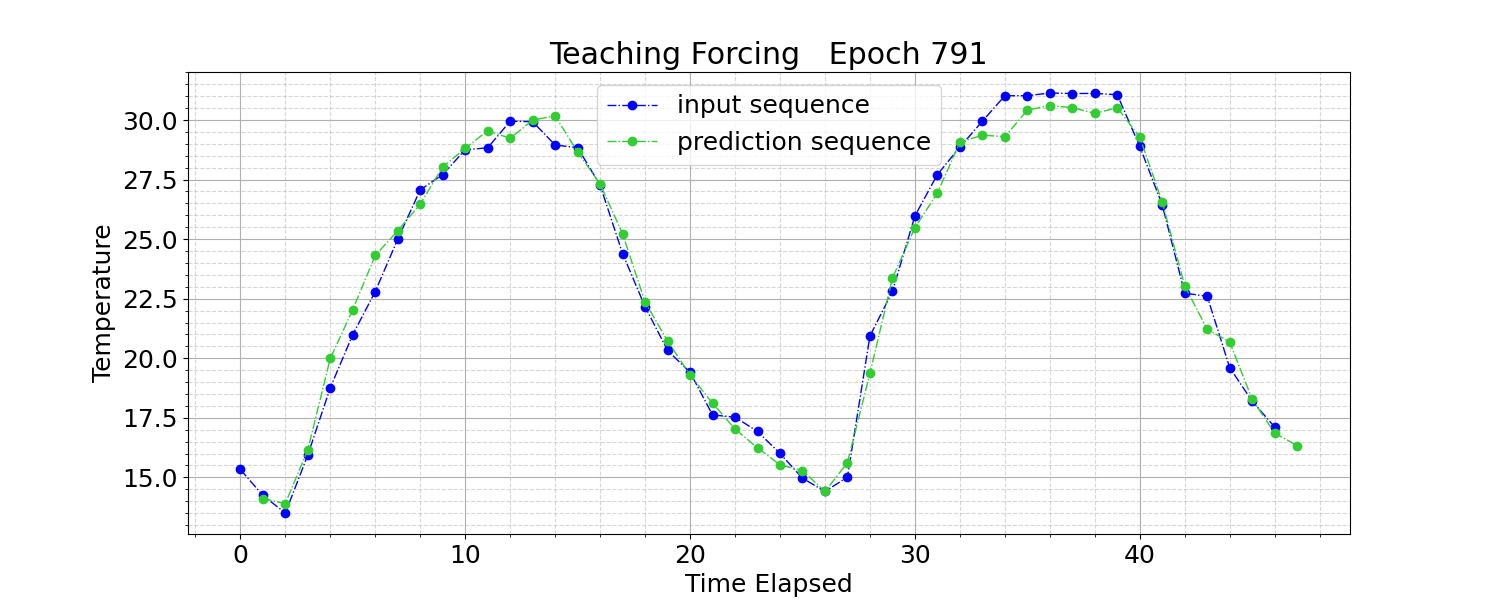 Teaching Forcing   Epoch 791
input sequence
prediction sequence
Temperature
30.0
27.5
25.0
22.5
20.0
17.5
15.0
0 10 20 30 40
Time Elapsed